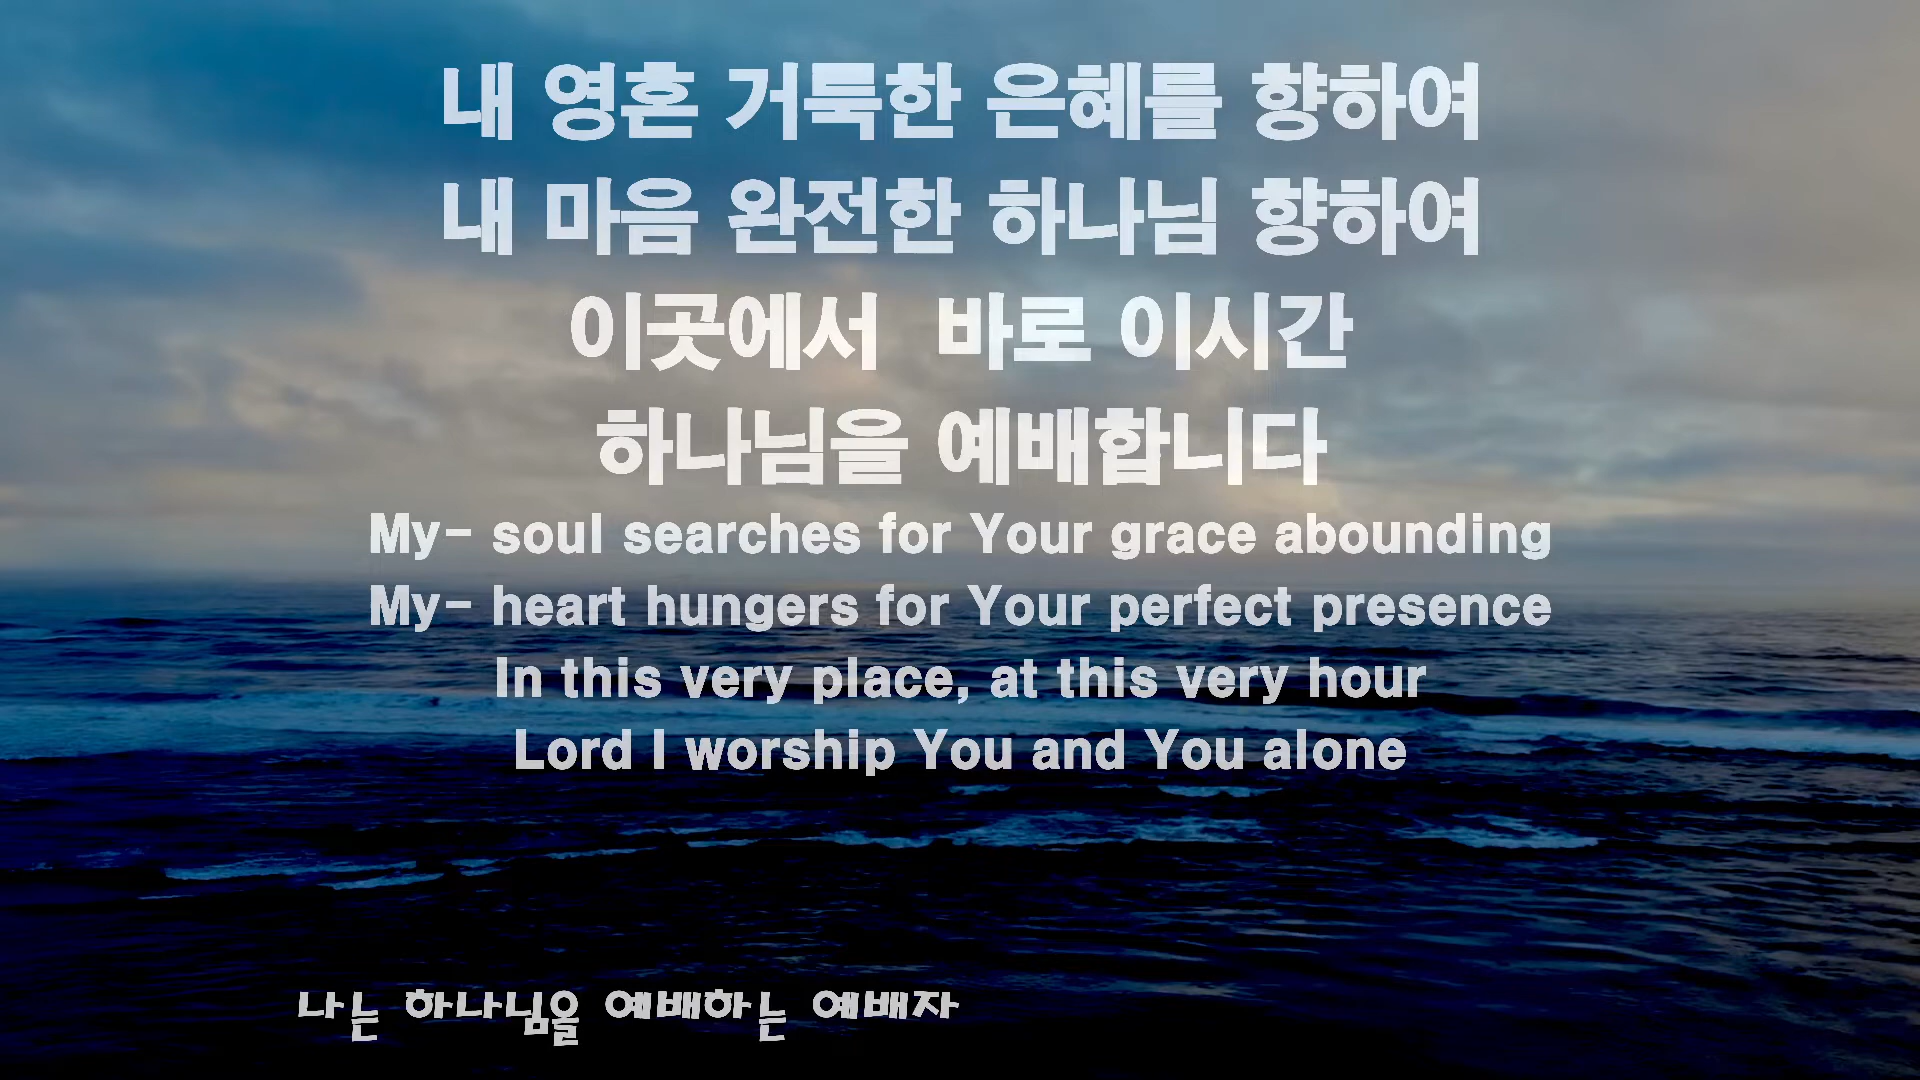 내 영혼 거룩한 은혜를 향하여
내 마음 완전한 하나님 향하여
이곳에서 바로 이시간
하나님을 예배합니다
My- soul searches for Your grace abounding
My- heart hungers for Your perfect presence
In this very place, at this very hour
Lord I worship You and You alone
나는 하나님을 예배하는 예배자